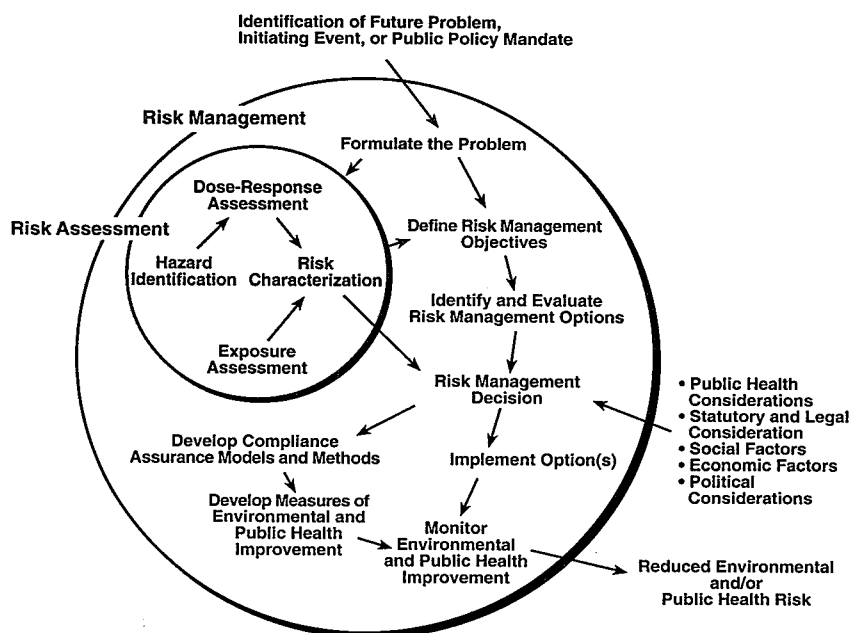 Identification of Future Problem,
Initiating Event, or Public Policy Mandate
Risk Management
Formulate the Problem
Dose-Response
Assessment
Risk Assessment
Define Risk Management
Objectives
Hazard
Identification
Risk
Characterization
Identify and Evaluate
Risk Management Options
Exposure
Assessment
Risk Management
Decision
• Public Health
Considerations
• Statutory and Legal
Consideration
• Social Factors
• Economic Factors
• Political
Considerations
Develop Compliance
Assurance Models and Methods
Implement Option(s)
Develop Measures of
Environmental and
Public Health
Improvement
Monitor
Environmental
and Public Health
Improvement
Reduced Environmental
and/or
Public Health Risk